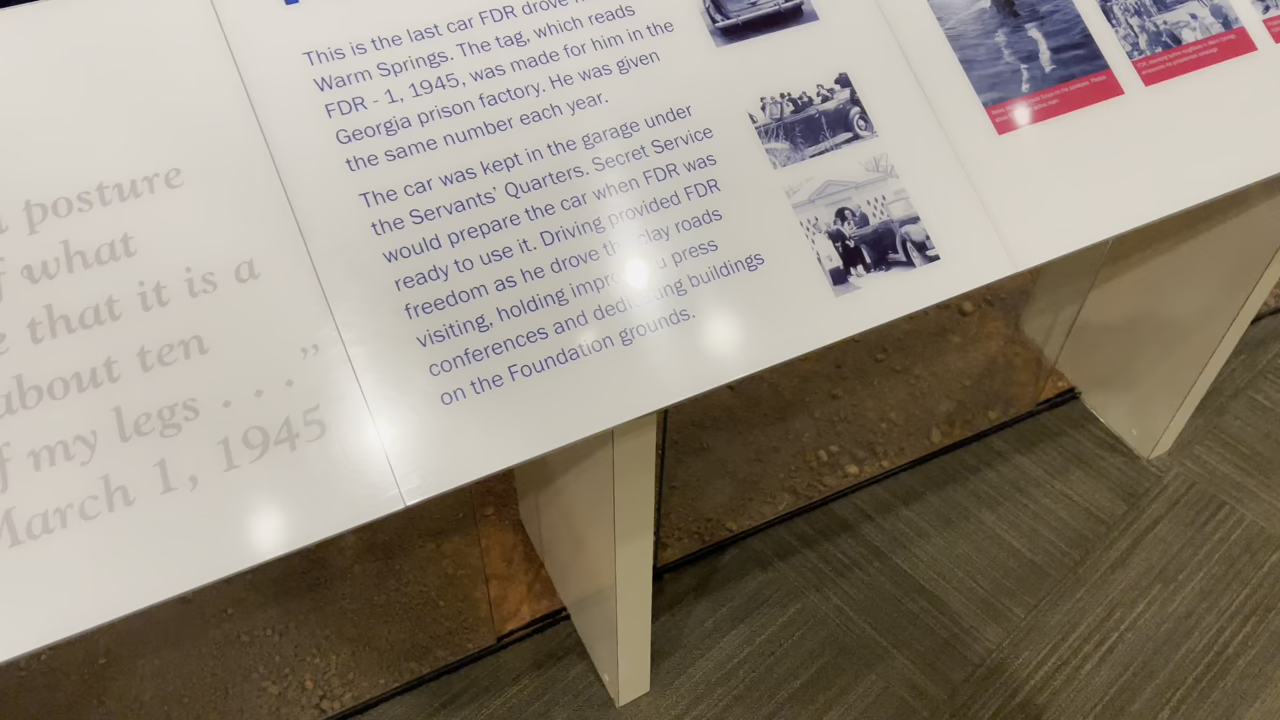 posture
what
that it is a
about ten
my legs . . .”
March 1, 1945
This is the last car FDR drove
Warm Springs. The tag, which reads
FDR - 1, 1945, was made for him in the
Georgia prison factory. He was given
the same number each year.
The car was kept in the garage under
the Servants’ Quarters. Secret Service
would prepare the car when FDR was
ready to use it. Driving provided FDR
freedom as he drove the clay roads
visiting, holding press
conferences and dedicating buildings
on the Foundation grounds.